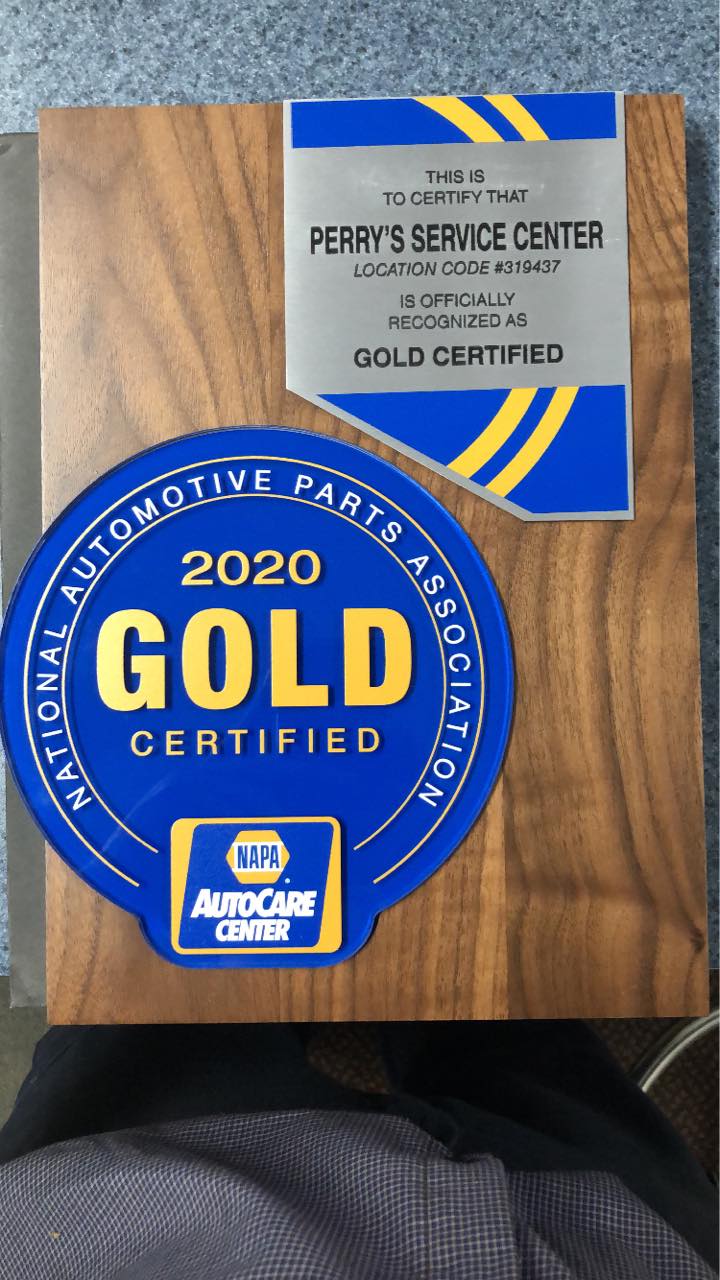 THIS IS
TO CERTIFY THAT
PERRY'S SERVICE CENTER
LOCATION CODE #319437
IS OFFICIALLY
RECOGNIZED AS
GOLD CERTIFIED
NATIONAL AUTOMOTIVE PARTS ASSOCIATION
2020
GOLD
CERTIFIED
NAPA
AUTOCARE
CENTER